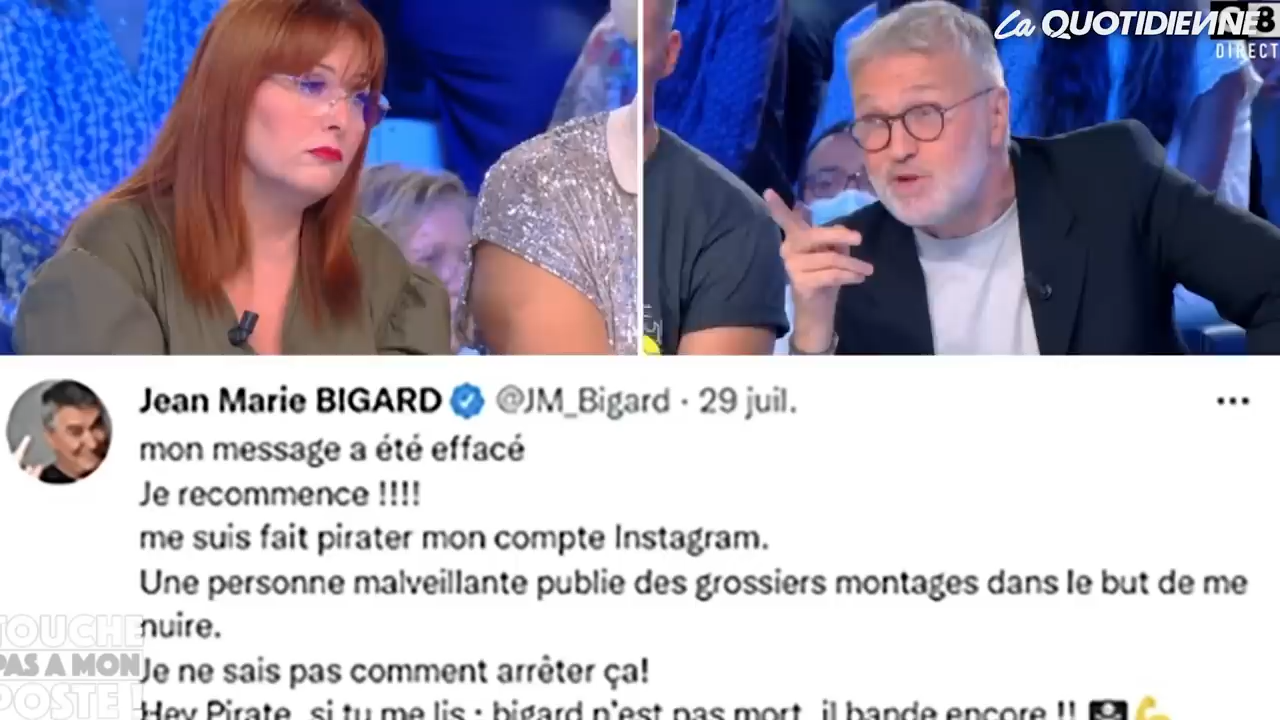 La QUOTIDIENNE
DIRECT
Jean Marie BIGARD @JM_Bigard · 29 juil.
mon message a été effacé
Je recommence !!!!
me suis fait pirater mon compte Instagram.
Une personne malveillante publie des grossiers montages dans le but de me
nuire.
Je ne sais pas comment arrêter ça!
Hey Pirate, si tu me lis : bigard n'est pas mort, il bande encore !!
TOUCHE
PAS A MON
POSTE !